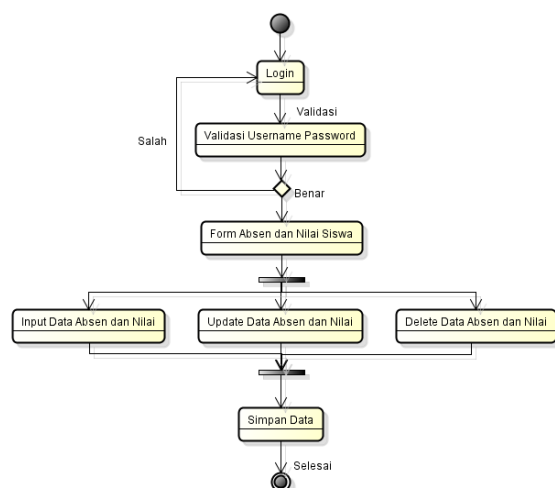 Login
Validasi
Validasi Username Password
Salah
Benar
Form Absen dan Nilai Siswa
Input Data Absen dan Nilai
Update Data Absen dan Nilai
Delete Data Absen dan Nilai
Simpan Data
Selesai